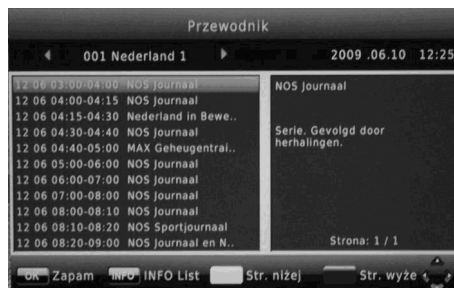 Przewodnik
001 Nederland 1
2009 .06.10 12:25
12 06 03:00-04:00 NOS Journaal
12 06 04:00-04:15 NOS Journaal
12 06 04:15-04:30 Nederland in Bewe..
12 06 04:30-04:40 NOS Journaal
12 06 04:40-05:00 MAX Geheugentrai..
12 06 05:00-06:00 NOS Journaal
12 06 06:00-07:00 NOS Journaal
12 06 07:00-08:00 NOS Journaal
12 06 08:00-08:10 NOS Journaal
12 06 08:10-08:20 NOS Sportjournaal
12 06 08:20-09:00 NOS Journaal en N..
NOS Journaal
Serie. Gevolgd door
herhalingen.
Strona: 1 / 1
OK Zapam INFO INFO List Str. niżej Str. wyże